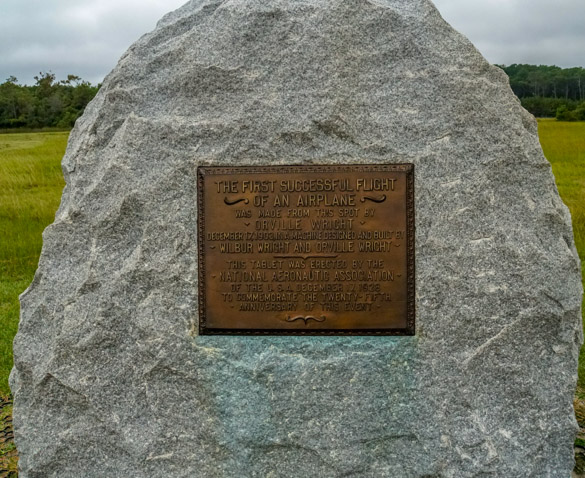 THE FIRST SUCCESSFUL FLIGHT
OF AN AIRPLANE
WAS MADE FROM THIS SPOT BY
ORVILLE WRIGHT
DECEMBER 17, 1903 IN A MACHINE DESIGNED AND BUILT BY
WILBUR WRIGHT AND ORVILLE WRIGHT
THIS TABLET WAS ERECTED BY THE
NATIONAL AERONAUTIC ASSOCIATION
OF THE U.S.A. DECEMBER 17, 1928
TO COMMEMORATE THE TWENTY-FIFTH
ANNIVERSARY OF THE EVENT